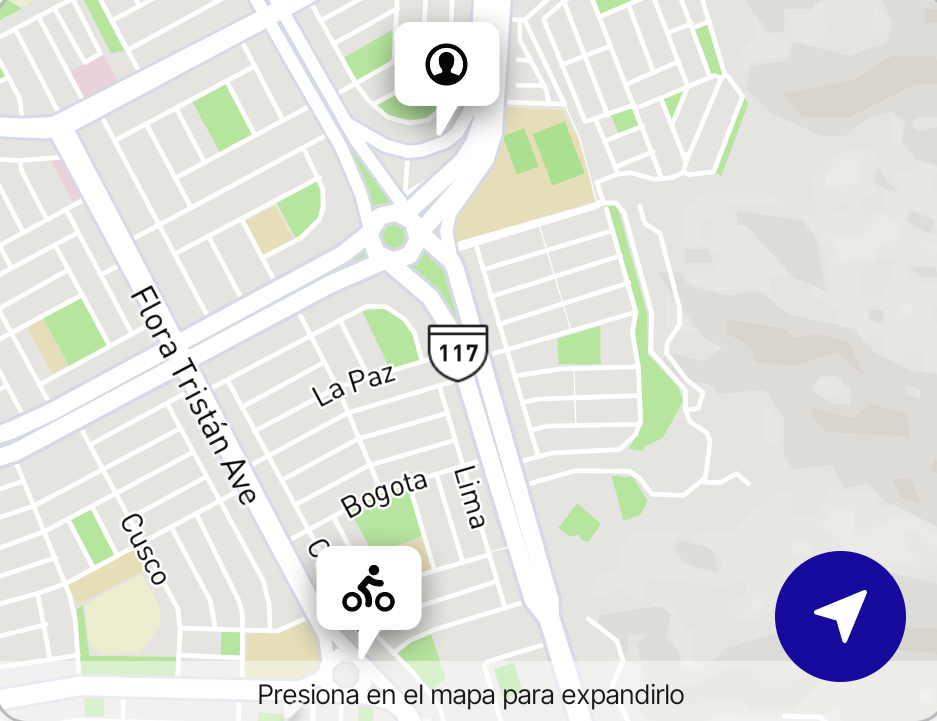 117
Flora Tristán Ave
La Paz
Bogota
Lima
Cusco
C
Presiona en el mapa para expandirlo